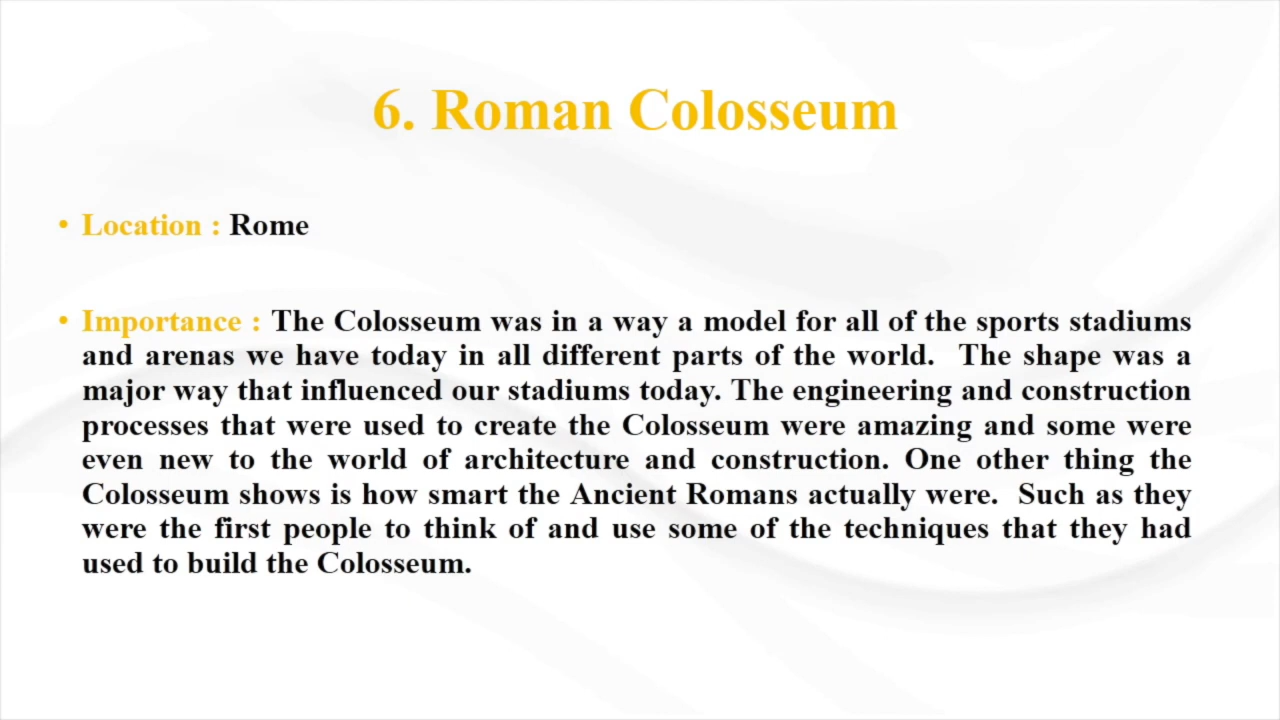 6. Roman Colosseum
• Location : Rome
• Importance : The Colosseum was in a way a model for all of the sports stadiums
and arenas we have today in all different parts of the world.  The shape was a
major way that influenced our stadiums today. The engineering and construction
processes that were used to create the Colosseum were amazing and some were
even new to the world of architecture and construction. One other thing the
Colosseum shows is how smart the Ancient Romans actually were.  Such as they
were the first people to think of and use some of the techniques that they had
used to build the Colosseum.